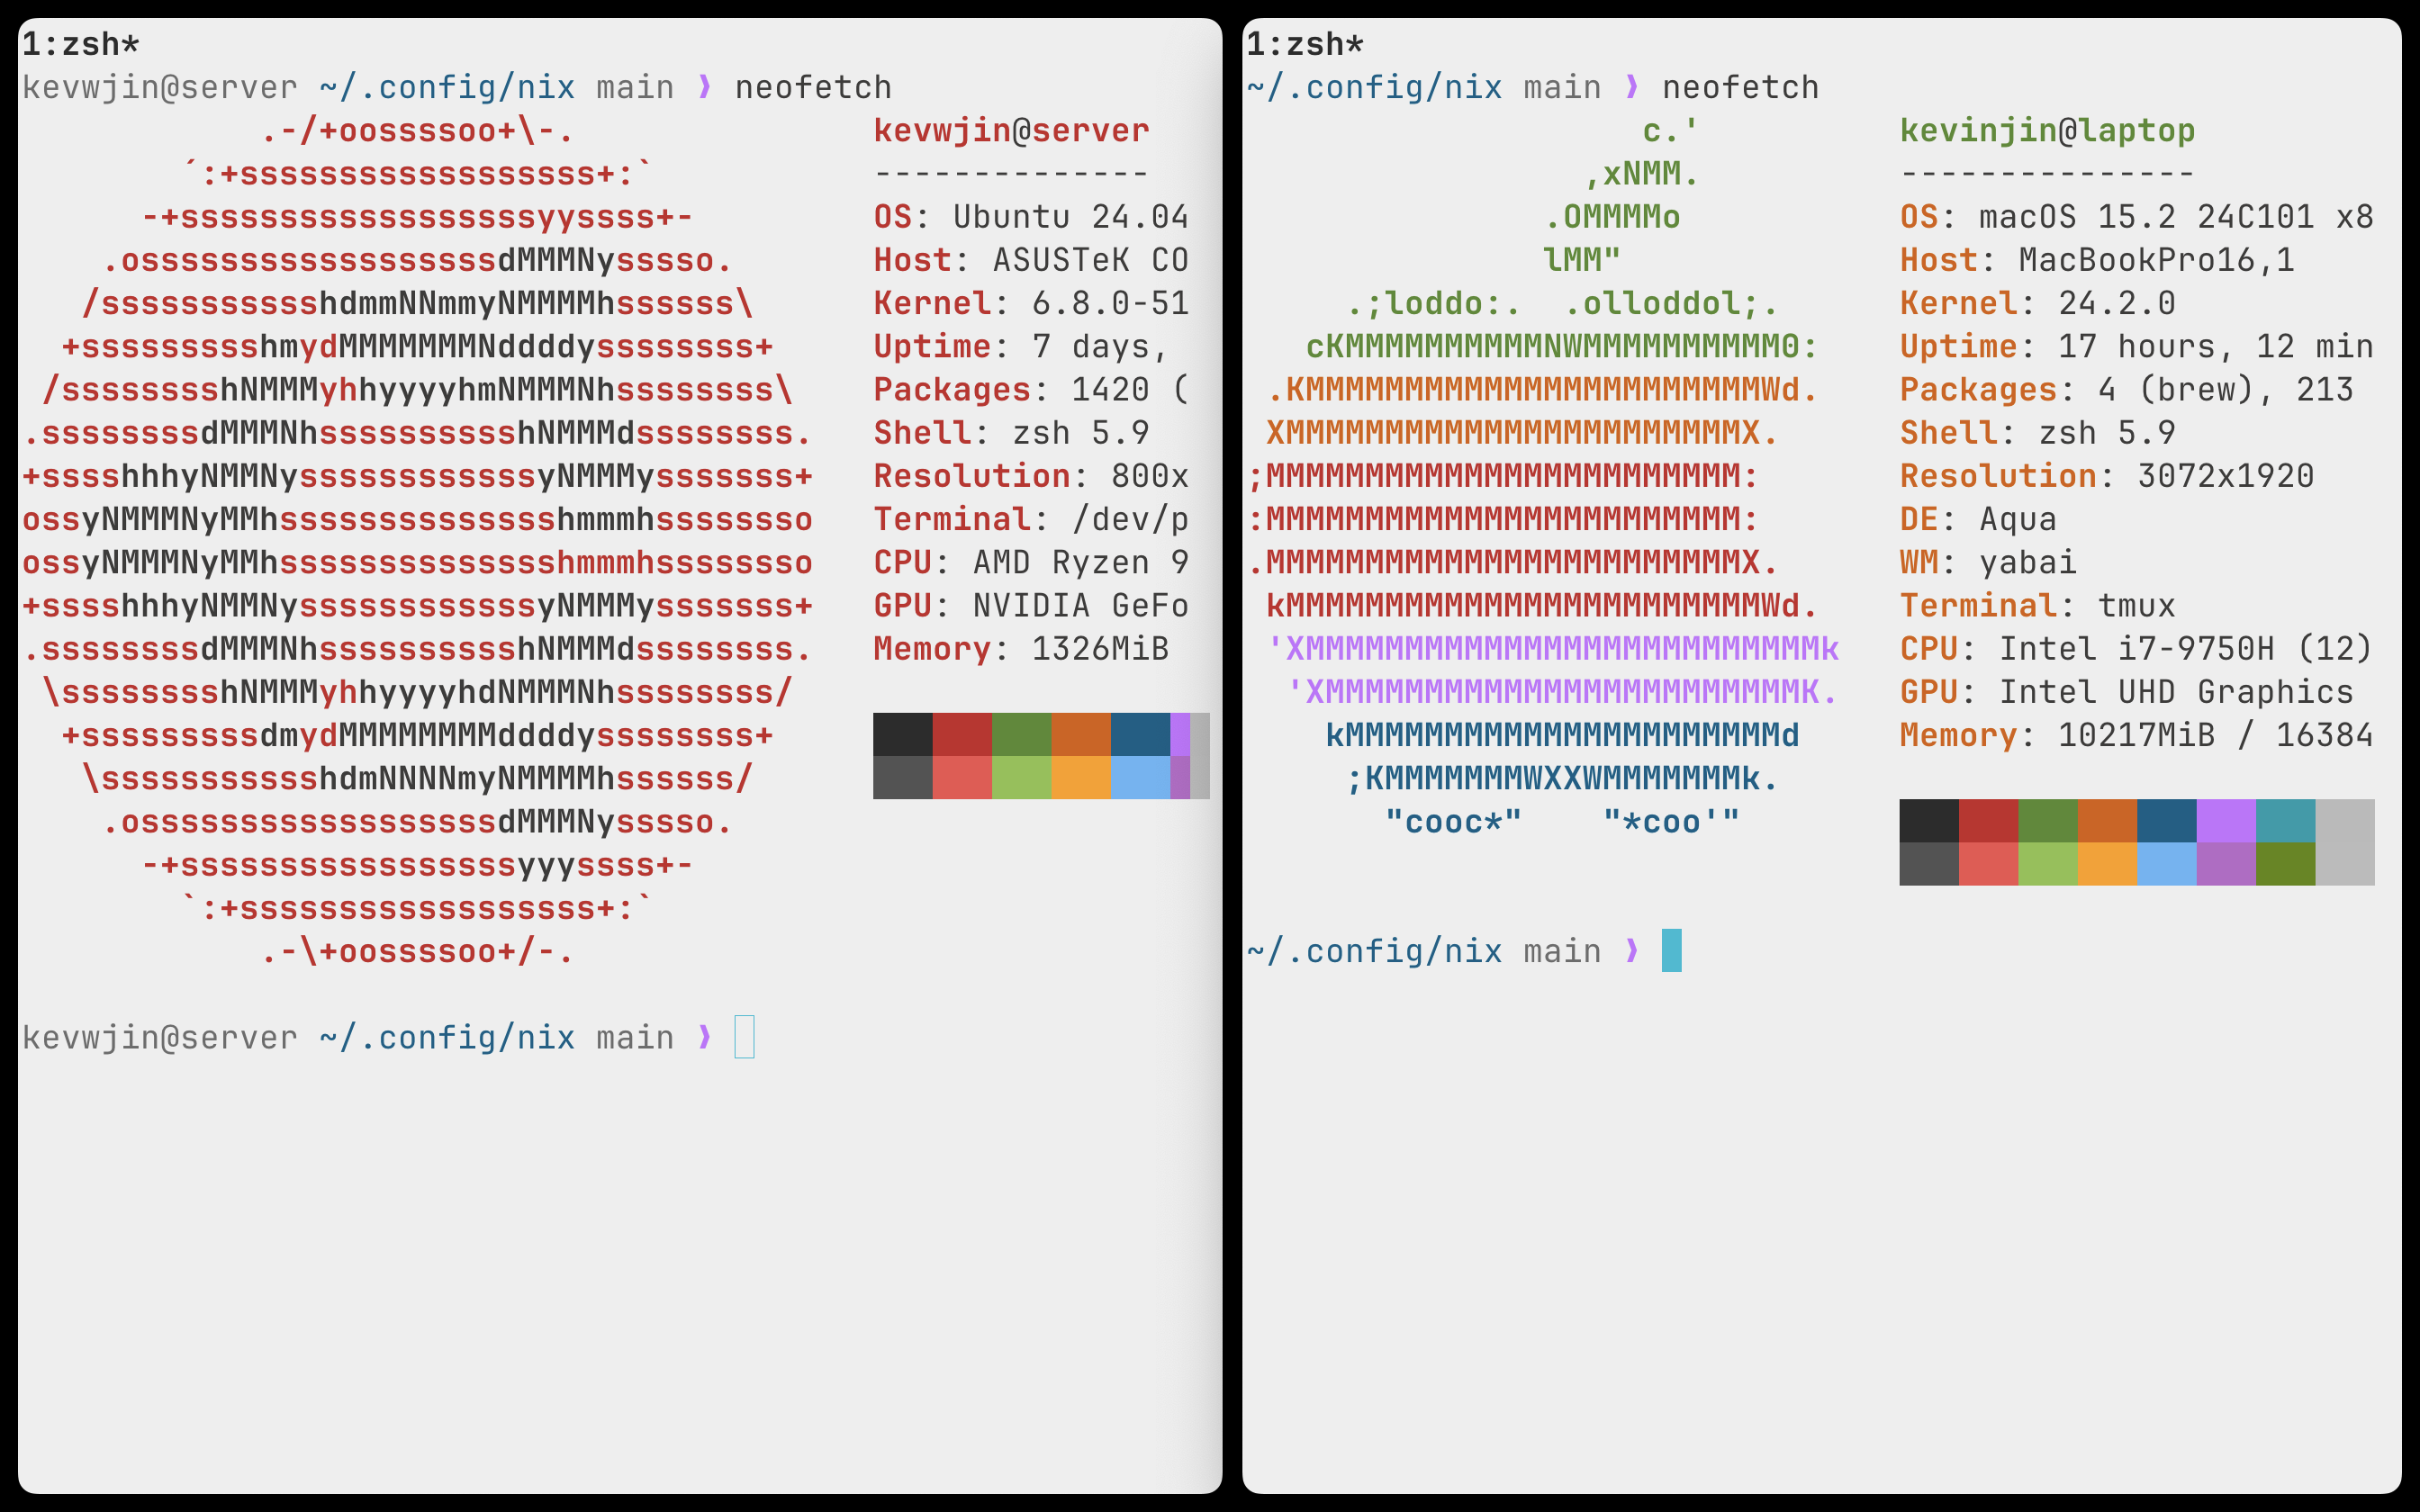 1:zsh*
kevwjin@server ~/.config/nix main ❯ neofetch
.-/+oossssoo+\-.
´:+ssssssssssssssssss+:`
-+ssssssssssssssssssyyssss+-
.ossssssssssssssssssdMMMNysssso.
/ssssssssssshdmmNNmmyNMMMMhssssss\
+ssssssssshmydMMMMMMMNddddyssssssss+
/sssssssshNMMMyhhyyyyhmNMMMNhssssssss\
.ssssssssdMMMNhsssssssssshNMMMdssssssss.
+sssshhhyNMMNyssssssssssssyNMMMysssssss+
ossyNMMMNyMMhsssssssssssssshmmmhssssssso
ossyNMMMNyMMhsssssssssssssshmmmhssssssso
+sssshhhyNMMNyssssssssssssyNMMMysssssss+
.ssssssssdMMMNhsssssssssshNMMMdssssssss.
\sssssssshNMMMyhhyyyyhdNMMMNhssssssss/
+sssssssssdmydMMMMMMMMddddyssssssss+
\ssssssssssshdmNNNNmyNMMMMhssssss/
.ossssssssssssssssssdMMMNysssso.
-+sssssssssssssssssyyyssss+-
`:+ssssssssssssssssss+:`
.-\+oossssoo+/-.
kevwjin@server
--------------
OS: Ubuntu 24.04
Host: ASUSTeK CO
Kernel: 6.8.0-51
Uptime: 7 days,
Packages: 1420 (
Shell: zsh 5.9
Resolution: 800x
Terminal: /dev/p
CPU: AMD Ryzen 9
GPU: NVIDIA GeFo
Memory: 1326MiB
kevwjin@server ~/.config/nix main ❯
1:zsh*
~/.config/nix main ❯ neofetch
c.'
,xNMM.
.OMMMMo
lMM"
.;loddo:.  .olloddol;.
cKMMMMMMMMMMNWMMMMMMMMMM0:
.KMMMMMMMMMMMMMMMMMMMMMMMWd.
XMMMMMMMMMMMMMMMMMMMMMMMX.
;MMMMMMMMMMMMMMMMMMMMMMMM:
:MMMMMMMMMMMMMMMMMMMMMMMM:
.MMMMMMMMMMMMMMMMMMMMMMMMX.
kMMMMMMMMMMMMMMMMMMMMMMMMWd.
'XMMMMMMMMMMMMMMMMMMMMMMMMMMk
'XMMMMMMMMMMMMMMMMMMMMMMMMK.
kMMMMMMMMMMMMMMMMMMMMMMd
;KMMMMMMMWXXWMMMMMMMk.
"cooc*"    "*coo'"
kevinjin@laptop
---------------
OS: macOS 15.2 24C101 x8
Host: MacBookPro16,1
Kernel: 24.2.0
Uptime: 17 hours, 12 min
Packages: 4 (brew), 213
Shell: zsh 5.9
Resolution: 3072x1920
DE: Aqua
WM: yabai
Terminal: tmux
CPU: Intel i7-9750H (12)
GPU: Intel UHD Graphics
Memory: 10217MiB / 16384
~/.config/nix main ❯